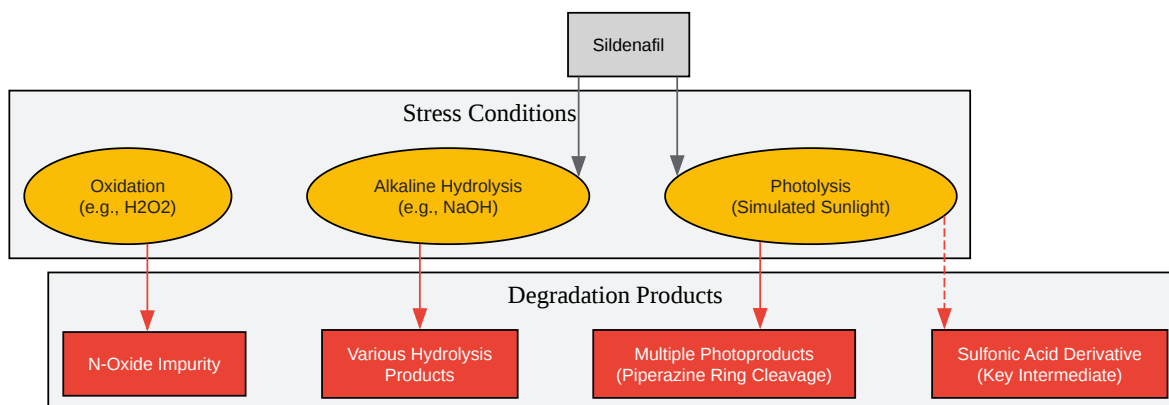 Sildenafil
Stress Conditions
Oxidation
(e.g., H2O2)
Alkaline Hydrolysis
(e.g., NaOH)
Photolysis
(Simulated Sunlight)
Degradation Products
N-Oxide Impurity
Various Hydrolysis
Products
Multiple Photoproducts
(Piperazine Ring Cleavage)
Sulfonic Acid Derivative
(Key Intermediate)